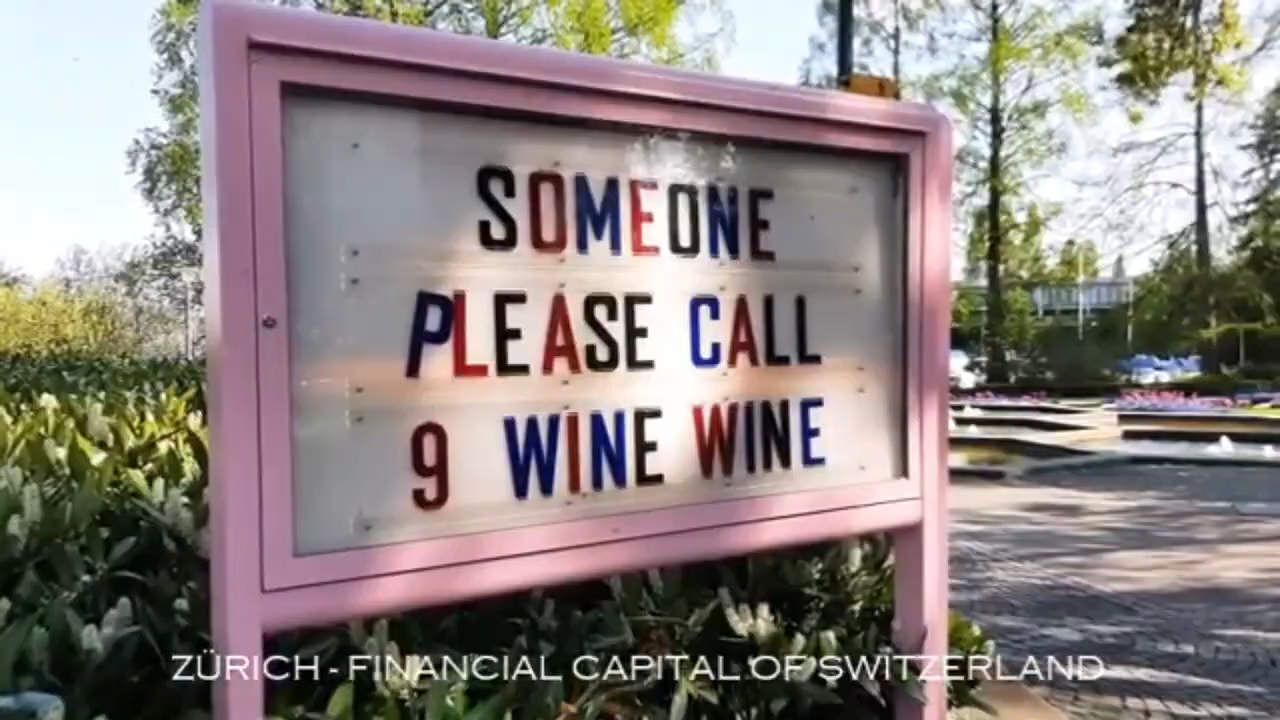 SOMEONE
PLEASE CALL
9 WINE WINE
ZÜRICH - FINANCIAL CAPITAL OF SWITZERLAND